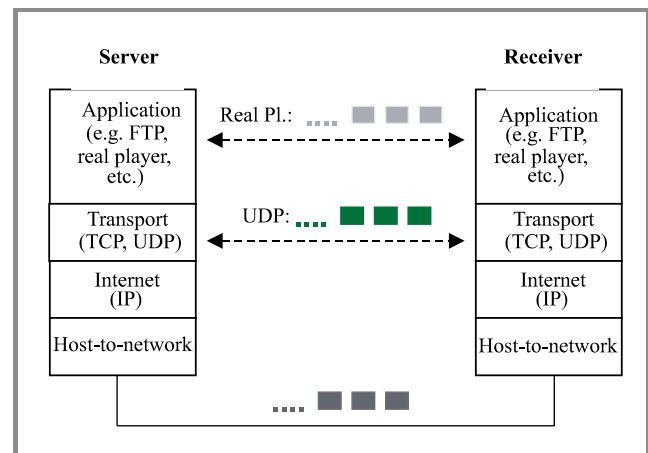 Server
Receiver
Application
(e.g. FTP,
real player,
etc.)
Real Pl.:
Application
(e.g. FTP,
real player,
etc.)
Transport
(TCP, UDP)
UDP:
Transport
(TCP, UDP)
Internet
(IP)
Internet
(IP)
Host-to-network
Host-to-network